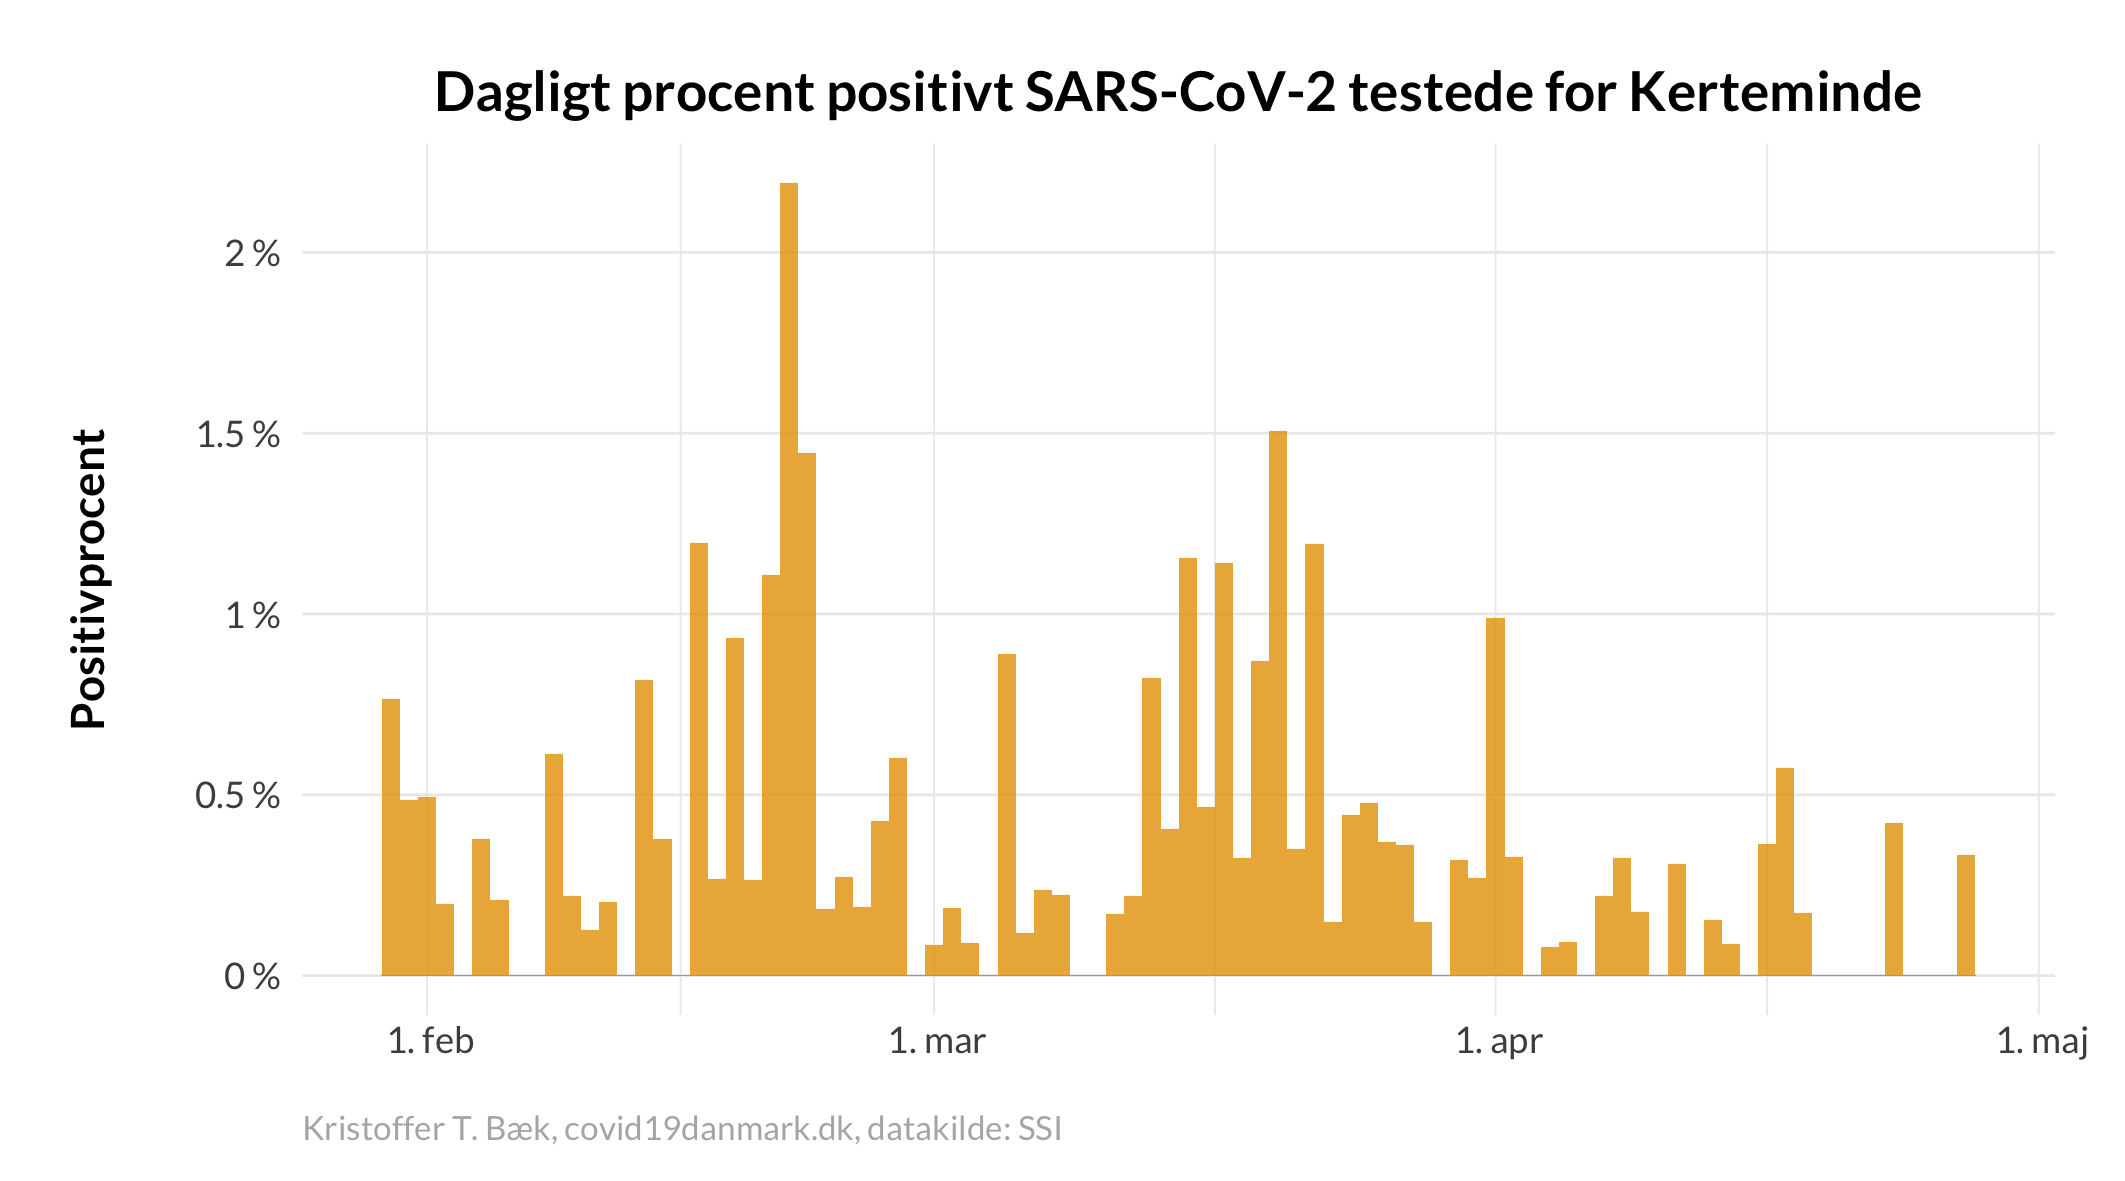 Dagligt procent positivt SARS-CoV-2 testede for Kerteminde
Positivprocent
2 %
1.5 %
1 %
0.5 %
0 %
1. feb
1. mar
1. apr
1. maj
Kristoffer T. Bæk, covid19danmark.dk, datakilde: SSI